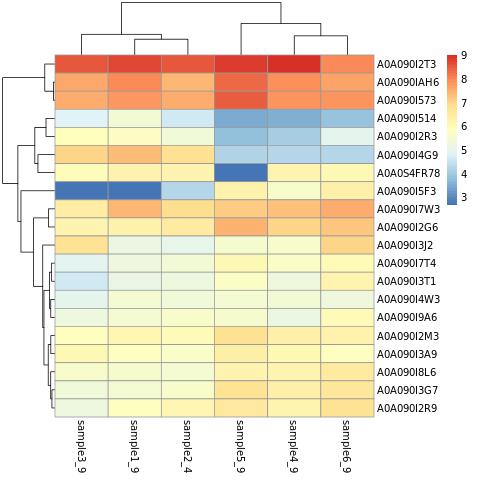 A0A090I2T3
A0A090IAH6
A0A090I573
A0A090I514
A0A090I2R3
A0A090I4G9
A0A0S4FR78
A0A090I5F3
A0A090I7W3
A0A090I2G6
A0A090I3J2
A0A090I7T4
A0A090I3T1
A0A090I4W3
A0A090I9A6
A0A090I2M3
A0A090I3A9
A0A090I8L6
A0A090I3G7
A0A090I2R9
9
8
7
6
5
4
3
sample3_9
sample1_9
sample2_4
sample5_9
sample4_9
sample6_9